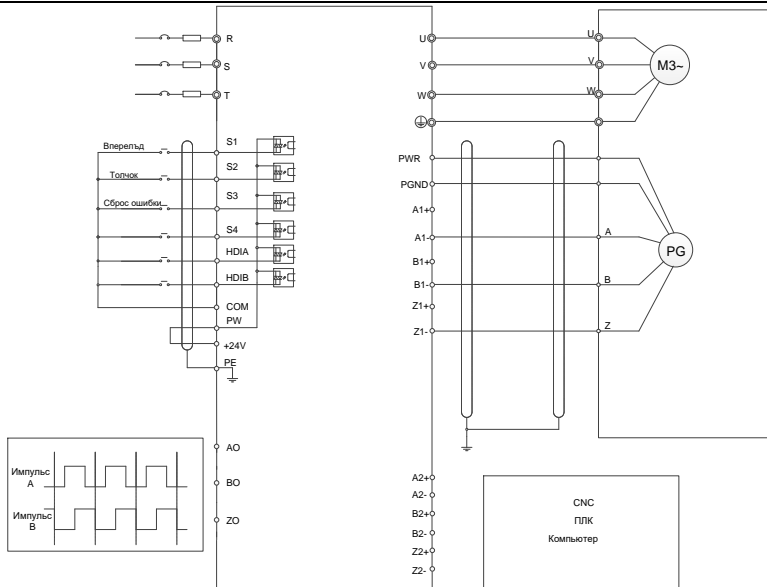 R
S
T
Вперелъд
Толчок
Сброс ошибки
S1
S2
S3
S4
HDIA
HDIB
COM
PW
+24V
PE
AO
BO
ZO
Импульс
A
Импульс
B
U
V
W
PWR
PGND
A1+
A1-
B1+
B1-
Z1+
Z1-
A2+
A2-
B2+
B2-
Z2+
Z2-
U
V
W
M3~
A
B
Z
PG
CNC
ПЛК
Компьютер